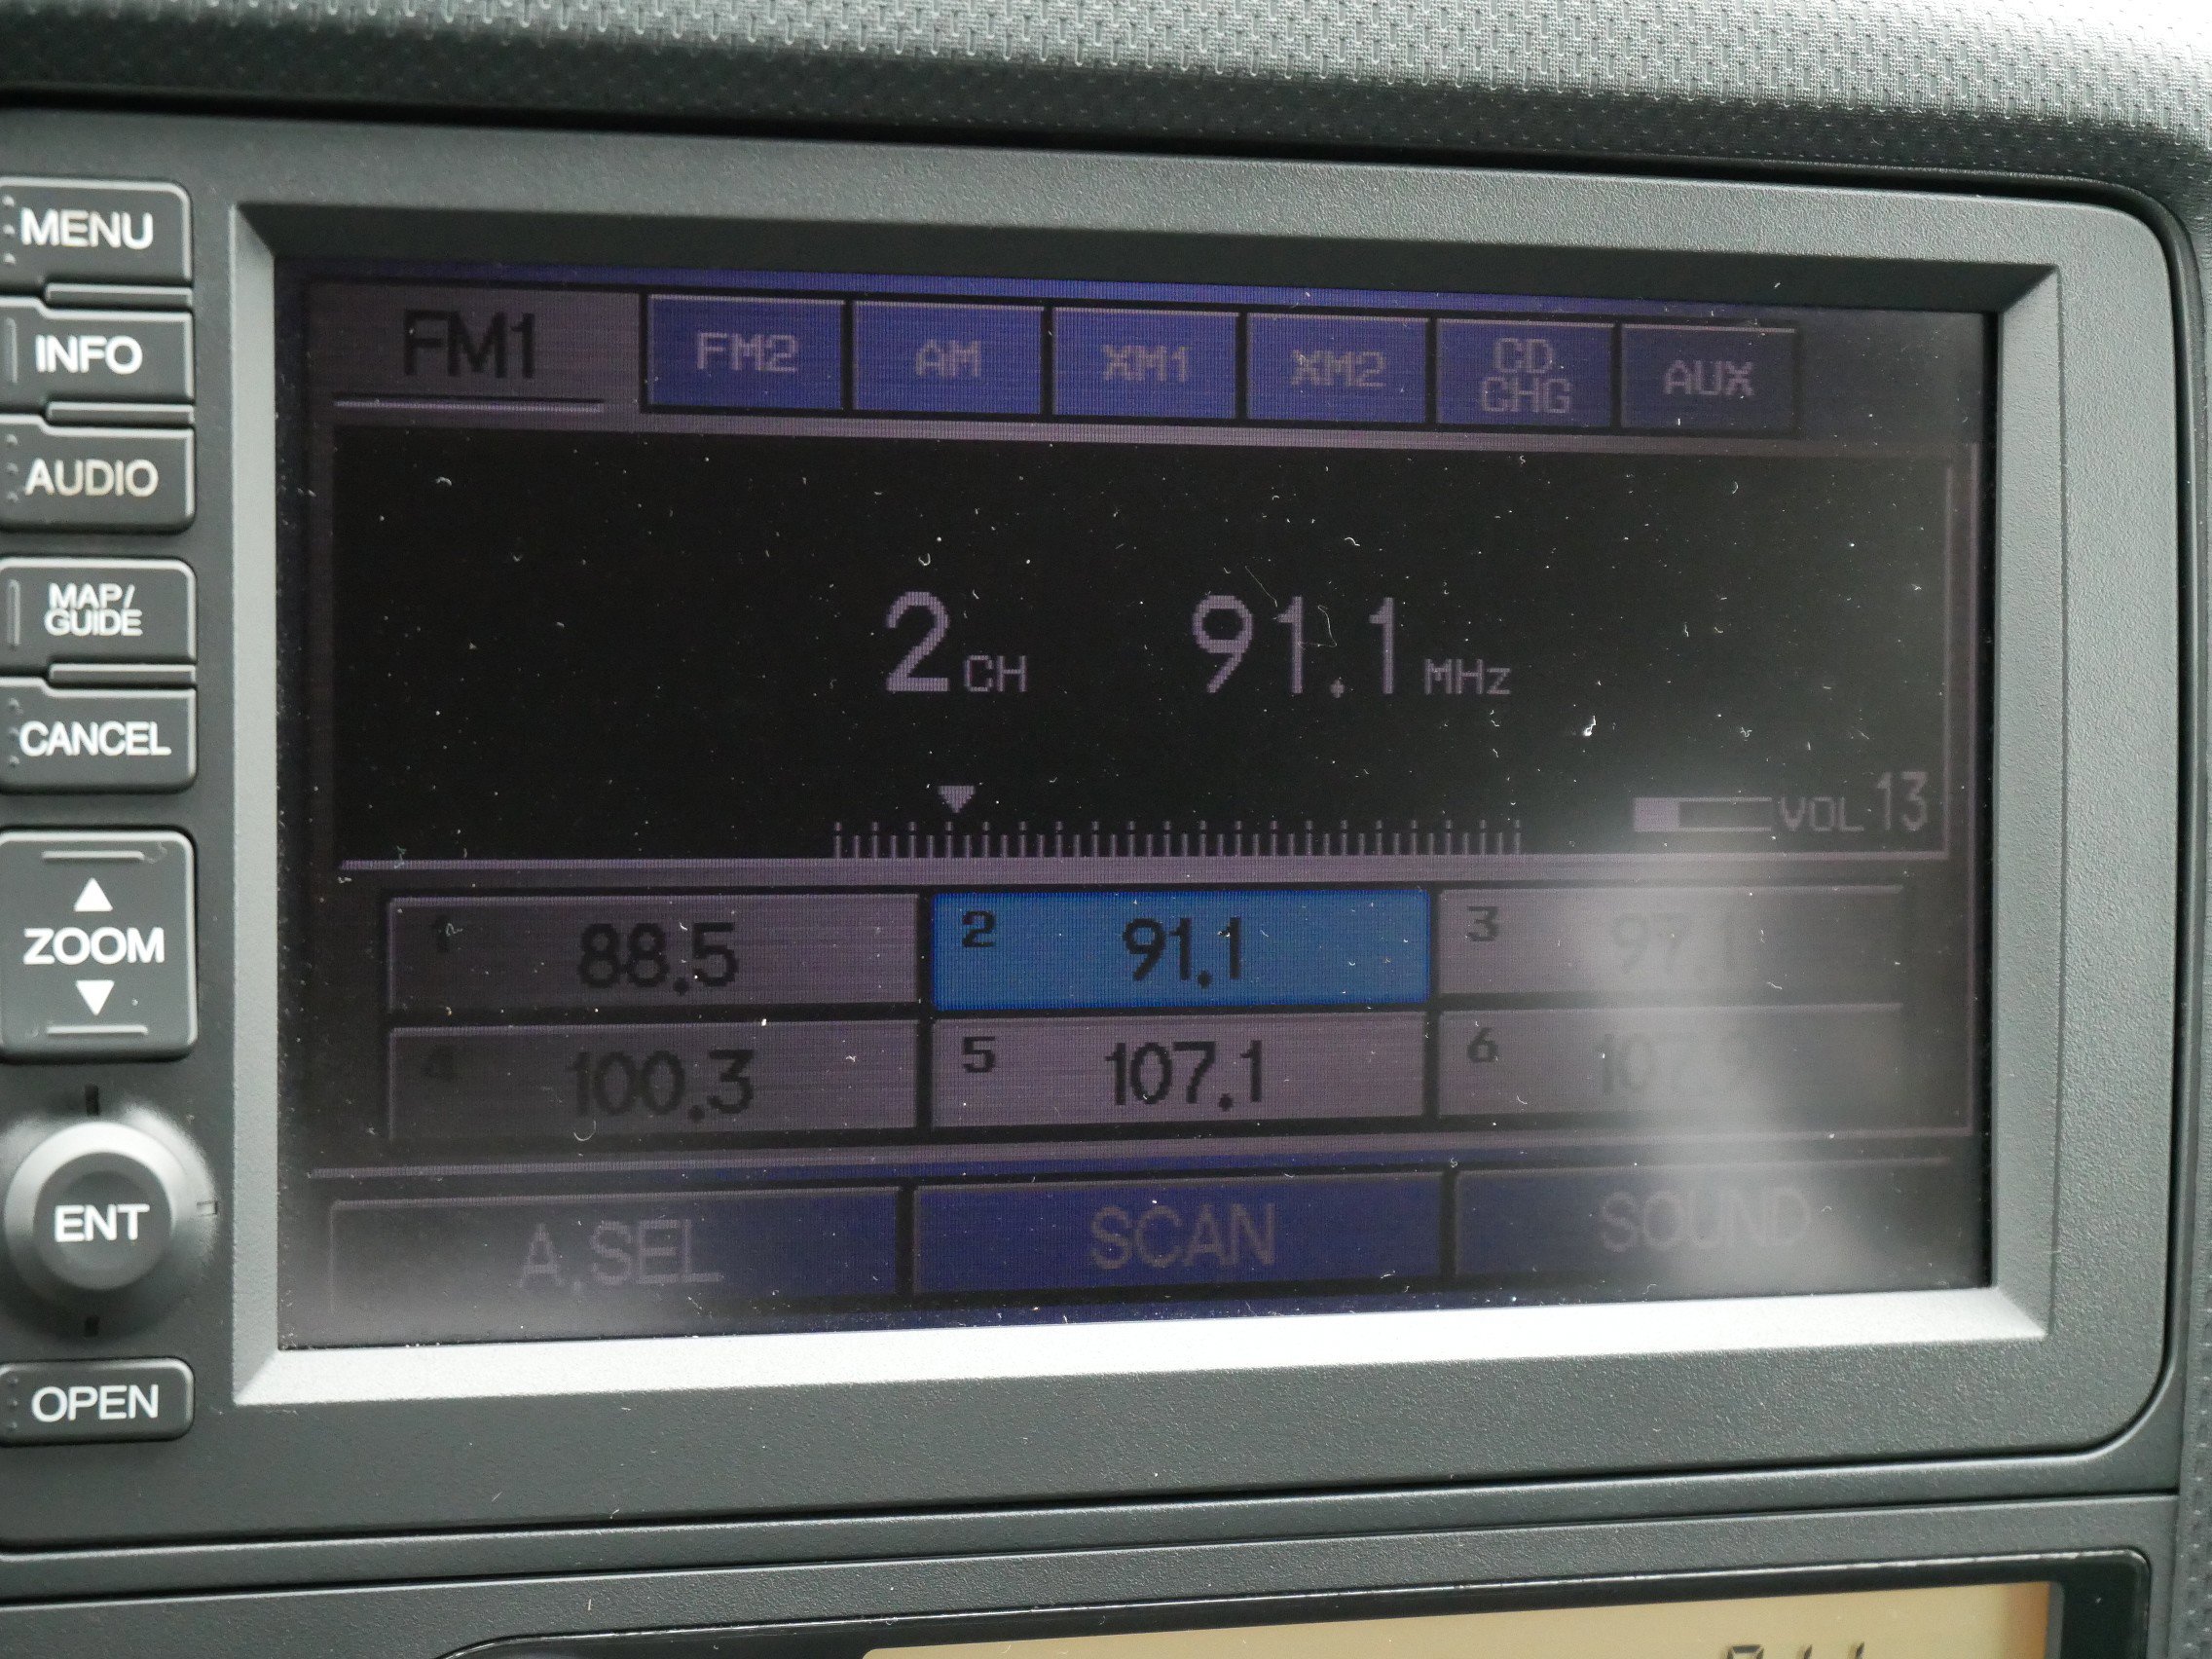 MENU
INFO
AUDIO
MAP/
GUIDE
CANCEL
ZOOM
ENT
OPEN
FM1 FM2 AM XM1 XM2 CD CHG AUX
2 CH 91.1 MHz
VOL 13
1 88.5 2 91.1 3 97.1
4 100.3 5 107.1 6
A.SEL SCAN SOUND